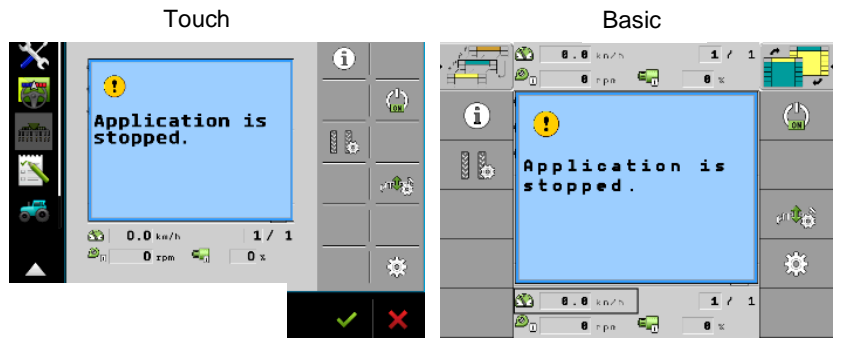 Touch
Basic
Application is
stopped.
ON
0.0 km/h
1 / 1
0 rpm
0 %
0.0 km/h
1 / 1
0 rpm
0 %
Application is
stopped.
ON
0.0 km/h
1 / 1
0 rpm
0 %